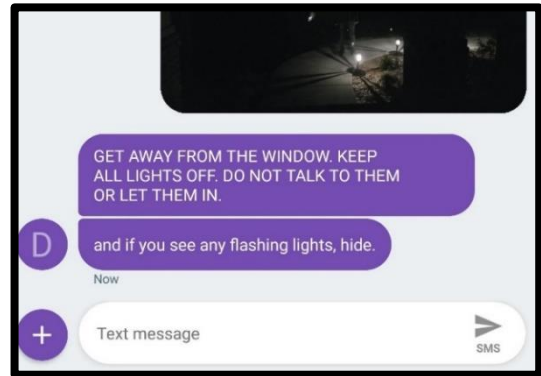 GET AWAY FROM THE WINDOW. KEEP
ALL LIGHTS OFF. DO NOT TALK TO THEM
OR LET THEM IN.
D
and if you see any flashing lights, hide.
Now
+
Text message
SMS